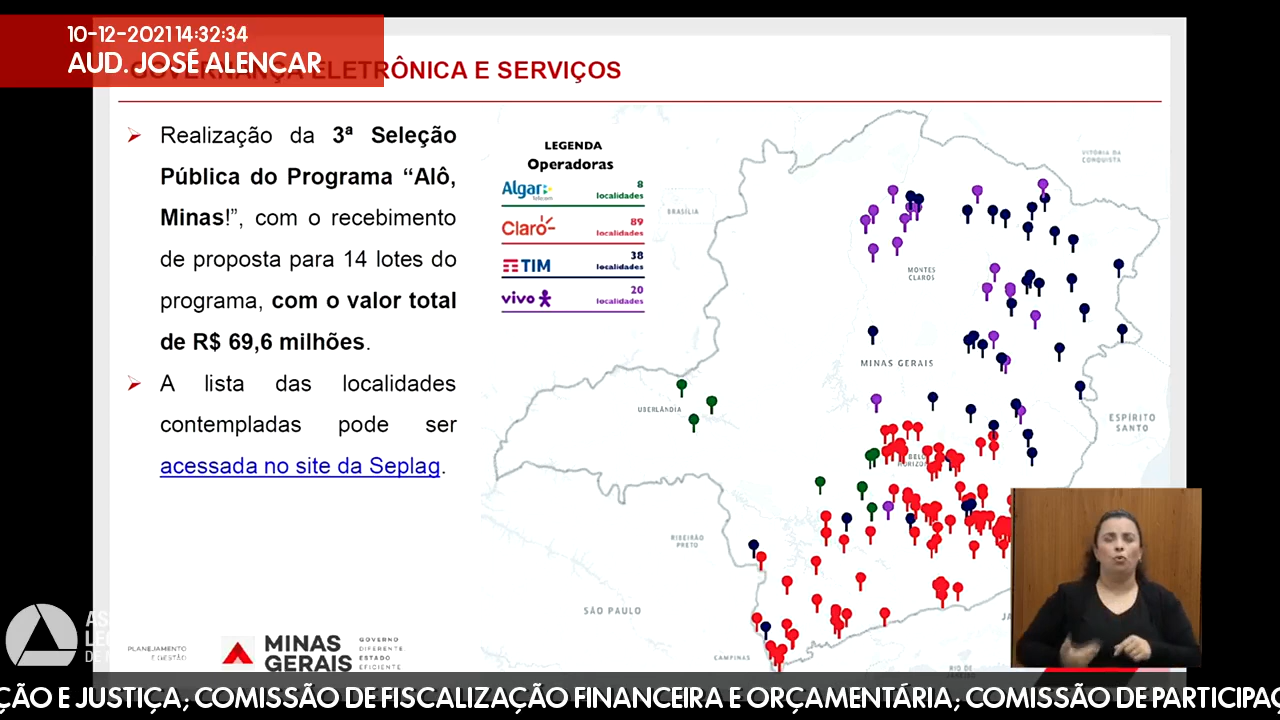 10-12-2021 14:32:34
AUD. JOSÉ ALENCAR
GOVERNANÇA ELETRÔNICA E SERVIÇOS
Realização da 3ª Seleção
Pública do Programa “Alô,
Minas!”, com o recebimento
de proposta para 14 lotes do
programa, com o valor total
de R$ 69,6 milhões.
A lista das localidades
contempladas pode ser
acessada no site da Seplag.
LEGENDA
Operadoras
Algar Telecom 8 localidades
Claro 89 localidades
TIM 38 localidades
vivo 20 localidades
VITÓRIA DA
CONQUISTA
BRASÍLIA
MONTES
CLAROS
MINAS GERAIS
UBERLÂNDIA
ESPÍRITO
SANTO
BELO
HORIZON
RIBEIRÃO
PRETO
SÃO PAULO
CAMPINAS
RIO DE
JANEIRO
PLANEJAMENTO
E GESTÃO
MINAS
GERAIS
GOVERNO
DIFERENTE.
ESTADO
EFICIENTE.
ÇÃO E JUSTIÇA; COMISSÃO DE FISCALIZAÇÃO FINANCEIRA E ORÇAMENTÁRIA; COMISSÃO DE PARTICIPAÇ